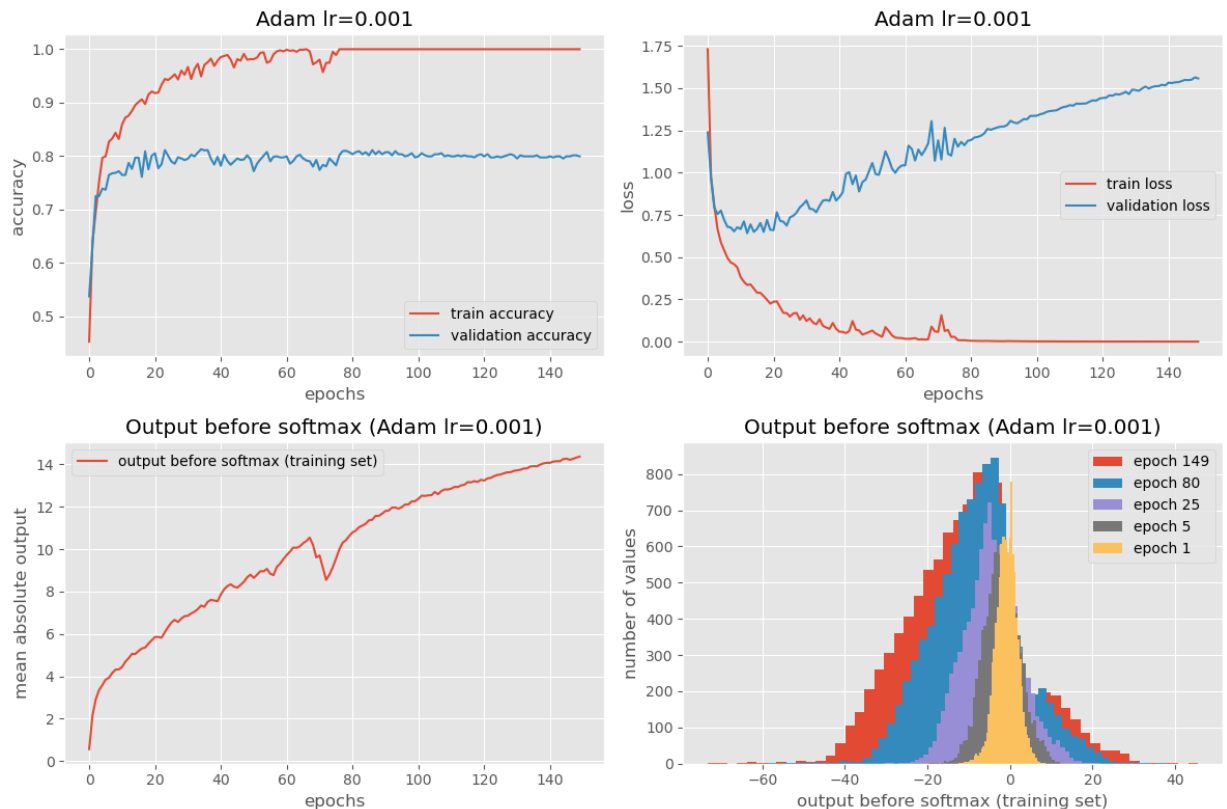 Adam lr=0.001
accuracy
1.0
0.9
0.8
0.7
0.6
0.5
train accuracy
validation accuracy
0 20 40 60 80 100 120 140
epochs
Adam lr=0.001
loss
1.75
1.50
1.25
1.00
0.75
0.50
0.25
0.00
train loss
validation loss
0 20 40 60 80 100 120 140
epochs
Output before softmax (Adam lr=0.001)
mean absolute output
14
12
10
8
6
4
2
0
output before softmax (training set)
0 20 40 60 80 100 120 140
epochs
Output before softmax (Adam lr=0.001)
number of values
800
700
600
500
400
300
200
100
0
epoch 149
epoch 80
epoch 25
epoch 5
epoch 1
−60 −40 −20 0 20 40
output before softmax (training set)